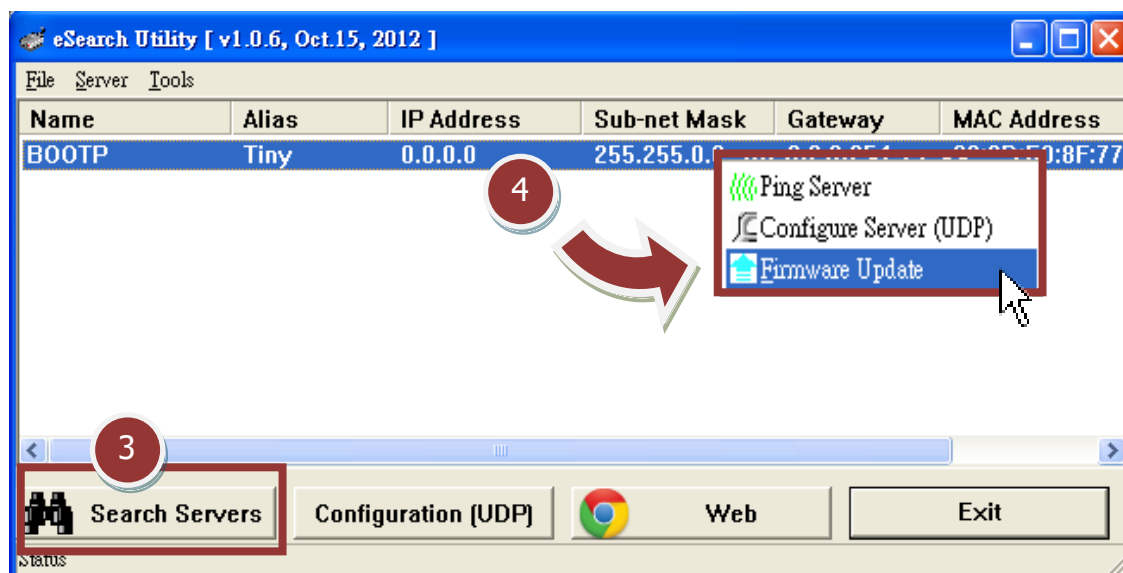 eSearch Utility [ v1.0.6, Oct.15, 2012 ]
File Server Tools
Name Alias IP Address Sub-net Mask Gateway MAC Address
BOOTP Tiny 0.0.0.0 255.255.0.0 :8F:77
4
Ping Server
Configure Server (UDP)
Firmware Update
3
Search Servers Configuration (UDP) Web Exit
Status